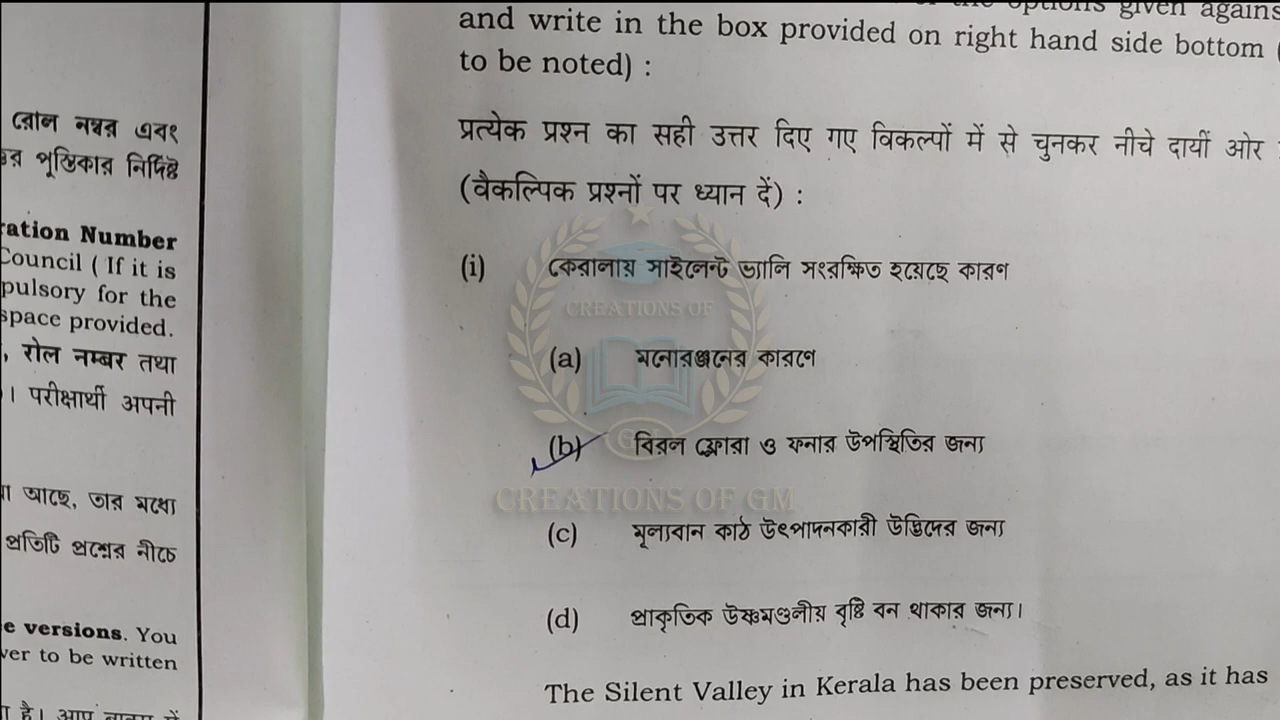 রোল নম্বর এবং
পুস্তিকার নির্দিষ্ট
ration Number
Council ( If it is
pulsory for the
space provided.
, रोल नम्बर तथा
। परीक्षार्थी अपनी
আছে, তার মধ্যে
প্রতিটি প্রশ্নের নীচে
e versions. You
ver to be written
है। आप
options given agains
and write in the box provided on right hand side bottom (
to be noted) :
प्रत्येक प्रश्न का सही उत्तर दिए गए विकल्पों में से चुनकर नीचे दायीं ओर
(वैकल्पिक प्रश्नों पर ध्यान दें) :
(i) কেরালায় সাইলেন্ট ভ্যালি সংরক্ষিত হয়েছে কারণ
CREATIONS OF
(a) মনোরঞ্জনের কারণে
(b) বিরল ফ্লোরা ও ফনার উপস্থিতির জন্য
CREATIONS OF GM
(c) মূল্যবান কাঠ উৎপাদনকারী উদ্ভিদের জন্য
(d) প্রাকৃতিক উষ্ণমণ্ডলীয় বৃষ্টি বন থাকার জন্য।
The Silent Valley in Kerala has been preserved, as it has